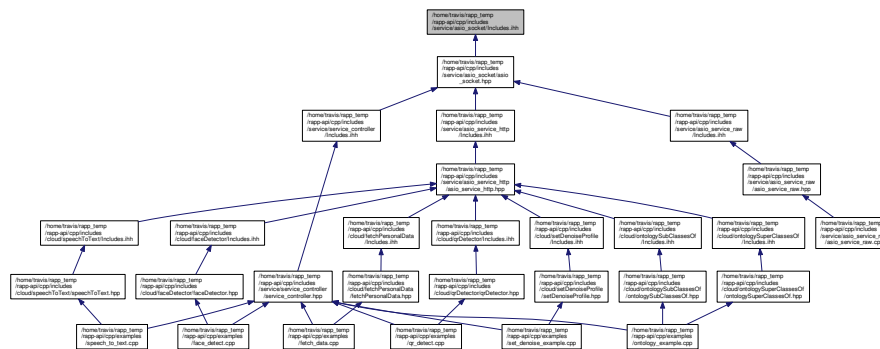 /home/travis/rapp_temp
/rapp-api/cpp/includes
/service/asio_socket/Includes.ihh
/home/travis/rapp_temp
/rapp-api/cpp/includes
/service/asio_socket/asio
_socket.hpp
/home/travis/rapp_temp
/rapp-api/cpp/includes
/service/service_controller
/Includes.ihh
/home/travis/rapp_temp
/rapp-api/cpp/includes
/service/asio_service_http
/Includes.ihh
/home/travis/rapp_temp
/rapp-api/cpp/includes
/service/asio_service_raw
/Includes.ihh
/home/travis/rapp_temp
/rapp-api/cpp/includes
/service/asio_service_http
/asio_service_http.hpp
/home/travis/rapp_temp
/rapp-api/cpp/includes
/service/asio_service_raw
/asio_service_raw.hpp
/home/travis/rapp_temp
/rapp-api/cpp/includes
/cloud/speechToText/Includes.ihh
/home/travis/rapp_temp
/rapp-api/cpp/includes
/cloud/faceDetector/Includes.ihh
/home/travis/rapp_temp
/rapp-api/cpp/includes
/cloud/fetchPersonalData
/Includes.ihh
/home/travis/rapp_temp
/rapp-api/cpp/includes
/cloud/qrDetector/Includes.ihh
/home/travis/rapp_temp
/rapp-api/cpp/includes
/cloud/setDenoiseProfile
/Includes.ihh
/home/travis/rapp_temp
/rapp-api/cpp/includes
/cloud/ontologySubClassesOf
/Includes.ihh
/home/travis/rapp_temp
/rapp-api/cpp/includes
/cloud/ontologySuperClassesOf
/Includes.ihh
/home/travis/rapp_temp
/rapp-api/cpp/includes
/service/asio_service_r
/asio_service_raw.cp
/home/travis/rapp_temp
/rapp-api/cpp/includes
/cloud/speechToText/speechToText.hpp
/home/travis/rapp_temp
/rapp-api/cpp/includes
/cloud/faceDetector/faceDetector.hpp
/home/travis/rapp_temp
/rapp-api/cpp/includes
/service/service_controller
/service_controller.hpp
/home/travis/rapp_temp
/rapp-api/cpp/includes
/cloud/fetchPersonalData
/fetchPersonalData.hpp
/home/travis/rapp_temp
/rapp-api/cpp/includes
/cloud/qrDetector/qrDetector.hpp
/home/travis/rapp_temp
/rapp-api/cpp/includes
/cloud/setDenoiseProfile
/setDenoiseProfile.hpp
/home/travis/rapp_temp
/rapp-api/cpp/includes
/cloud/ontologySubClassesOf
/ontologySubClassesOf.hpp
/home/travis/rapp_temp
/rapp-api/cpp/includes
/cloud/ontologySuperClassesOf
/ontologySuperClassesOf.hpp
/home/travis/rapp_temp
/rapp-api/cpp/examples
/speech_to_text.cpp
/home/travis/rapp_temp
/rapp-api/cpp/examples
/face_detect.cpp
/home/travis/rapp_temp
/rapp-api/cpp/examples
/fetch_data.cpp
/home/travis/rapp_temp
/rapp-api/cpp/examples
/qr_detect.cpp
/home/travis/rapp_temp
/rapp-api/cpp/examples
/set_denoise_example.cpp
/home/travis/rapp_temp
/rapp-api/cpp/examples
/ontology_example.cpp